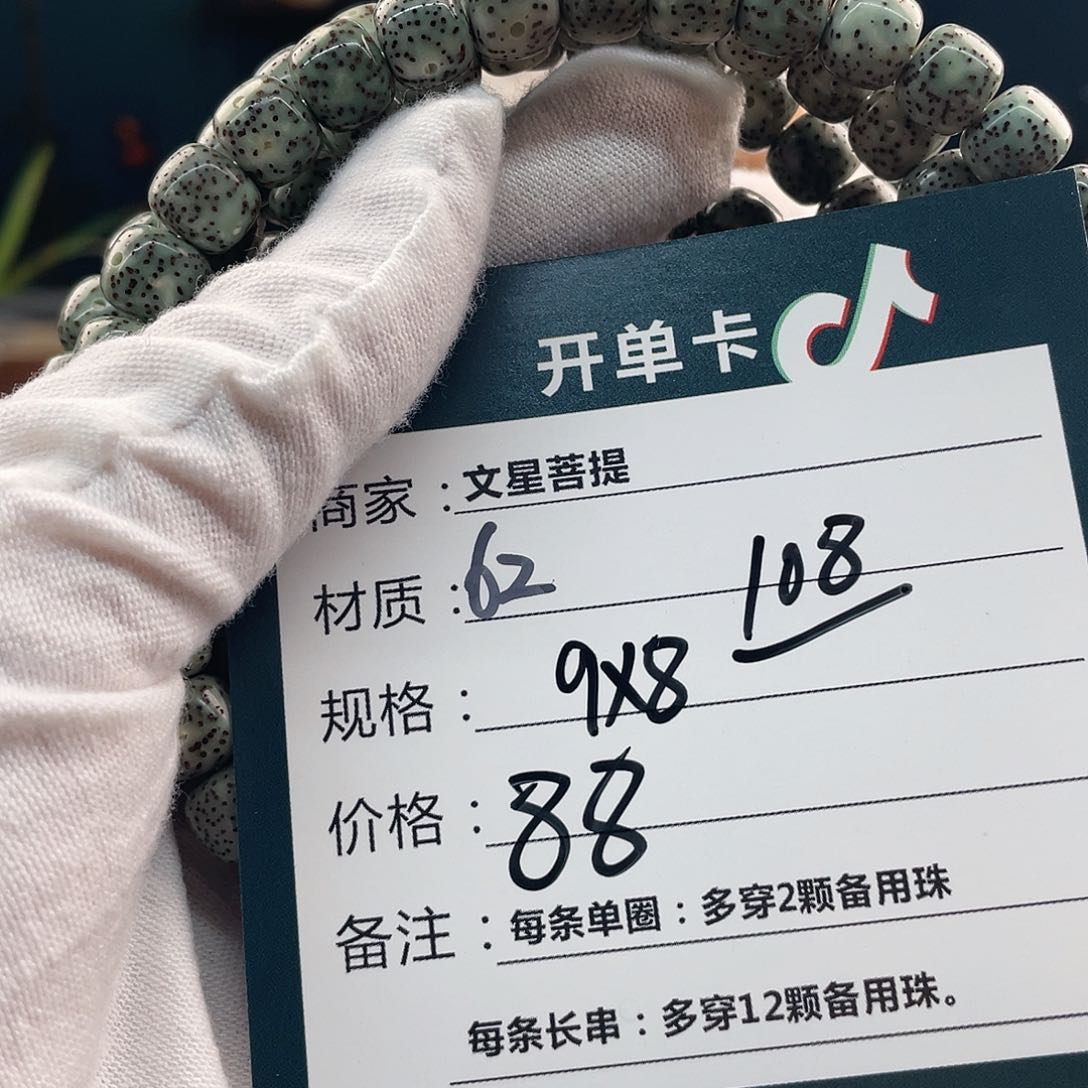 开单卡
商家：文星菩提
材质：62
108
规格：9X8
价格：88
备注：每条单圈：多穿2颗备用珠
每条长串：多穿12颗备用珠。